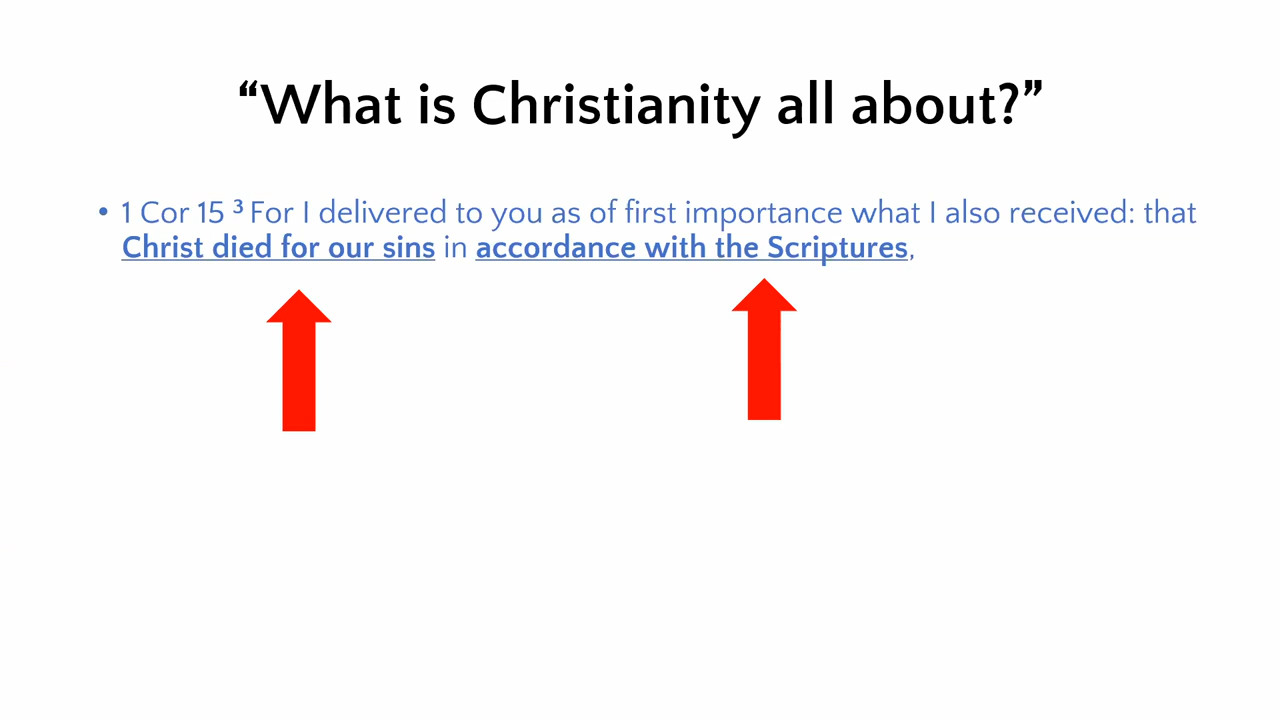 “What is Christianity all about?”
• 1 Cor 15 ³ For I delivered to you as of first importance what I also received: that
Christ died for our sins in accordance with the Scriptures,